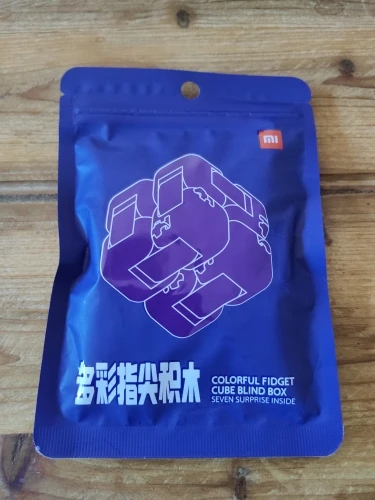 mi
多彩指尖积木
COLORFUL FIDGET
CUBE BLIND BOX
SEVEN SURPRISE INSIDE